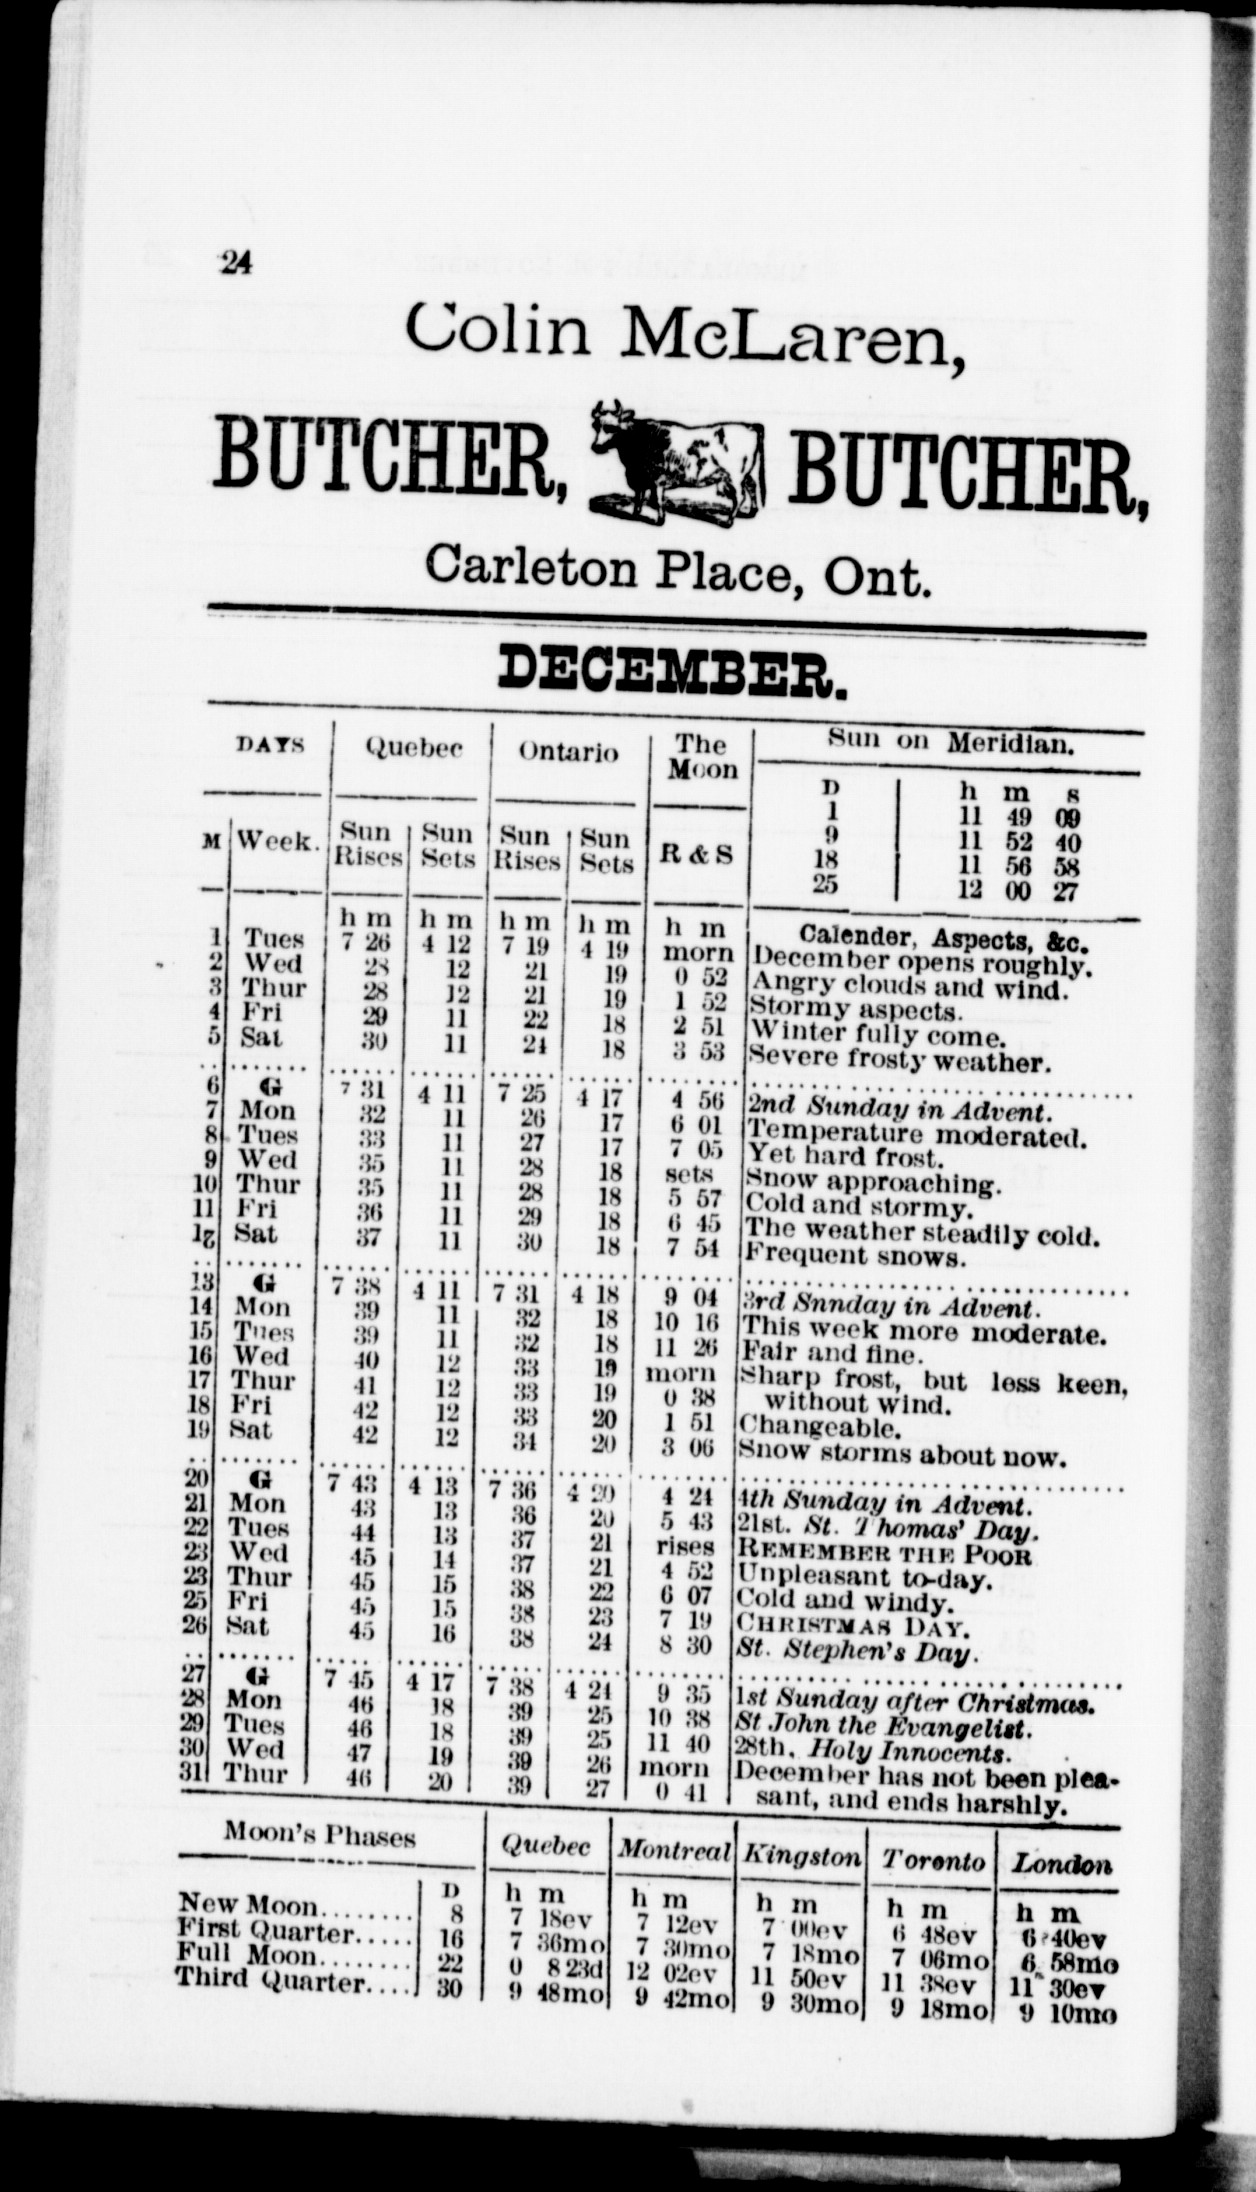 24
Colin McLaren,
BUTCHER, BUTCHER,
Carleton Place, Ont.
DECEMBER.
DAYS Quebec Ontario The Moon Sun on Meridian.
D h m s
1 11 49 09
9 11 52 40
18 11 56 58
25 12 00 27
M Week. Sun Rises Sun Sets Sun Rises Sun Sets R & S
h m h m h m h m h m Calender, Aspects, &c.
1 Tues 7 26 4 12 7 19 4 19 morn December opens roughly.
2 Wed 28 12 21 19 0 52 Angry clouds and wind.
3 Thur 28 12 21 19 1 52 Stormy aspects.
4 Fri 29 11 22 18 2 51 Winter fully come.
5 Sat 30 11 24 18 3 53 Severe frosty weather.
6 G 7 31 4 11 7 25 4 17 4 56 2nd Sunday in Advent.
7 Mon 32 11 26 17 6 01 Temperature moderated.
8 Tues 33 11 27 17 7 05 Yet hard frost.
9 Wed 35 11 28 18 sets Snow approaching.
10 Thur 35 11 28 18 5 57 Cold and stormy.
11 Fri 36 11 29 18 6 45 The weather steadily cold.
Sat 37 11 30 18 7 54 Frequent snows.
13 G 7 38 4 11 7 31 4 18 9 04 3rd Snnday in Advent.
14 Mon 39 11 32 18 10 16 This week more moderate.
15 Tues 39 11 32 18 11 26 Fair and fine.
16 Wed 40 12 33 19 morn Sharp frost, but less keen,
17 Thur 41 12 33 19 0 38 without wind.
18 Fri 42 12 33 20 1 51 Changeable.
19 Sat 42 12 34 20 3 06 Snow storms about now.
20 G 7 43 4 13 7 36 4 20 4 24 4th Sunday in Advent.
21 Mon 43 13 36 20 5 43 21st. St. Thomas' Day.
22 Tues 44 13 37 21 rises REMEMBER THE POOR
23 Wed 45 14 37 21 4 52 Unpleasant to-day.
23 Thur 45 15 38 22 6 07 Cold and windy.
25 Fri 45 15 38 23 7 19 CHRISTMAS DAY.
26 Sat 45 16 38 24 8 30 St. Stephen's Day.
27 G 7 45 4 17 7 38 4 24 9 35 1st Sunday after Christmas.
28 Mon 46 18 39 25 10 38 St John the Evangelist.
29 Tues 46 18 39 25 11 40 28th, Holy Innocents.
30 Wed 47 19 39 26 morn December has not been plea-
31 Thur 46 20 39 27 0 41 sant, and ends harshly.
Moon's Phases Quebec Montreal Kingston Toronto London
D h m h m h m h m h m
New Moon........ 8 7 18ev 7 12ev 7 00ev 6 48ev 6 40ev
First Quarter..... 16 7 36mo 7 30mo 7 18mo 7 06mo 6 58mo
Full Moon........ 22 0 8 23d 12 02ev 11 50ev 11 38ev 11 30ev
Third Quarter.... 30 9 48mo 9 42mo 9 30mo 9 18mo 9 10mo